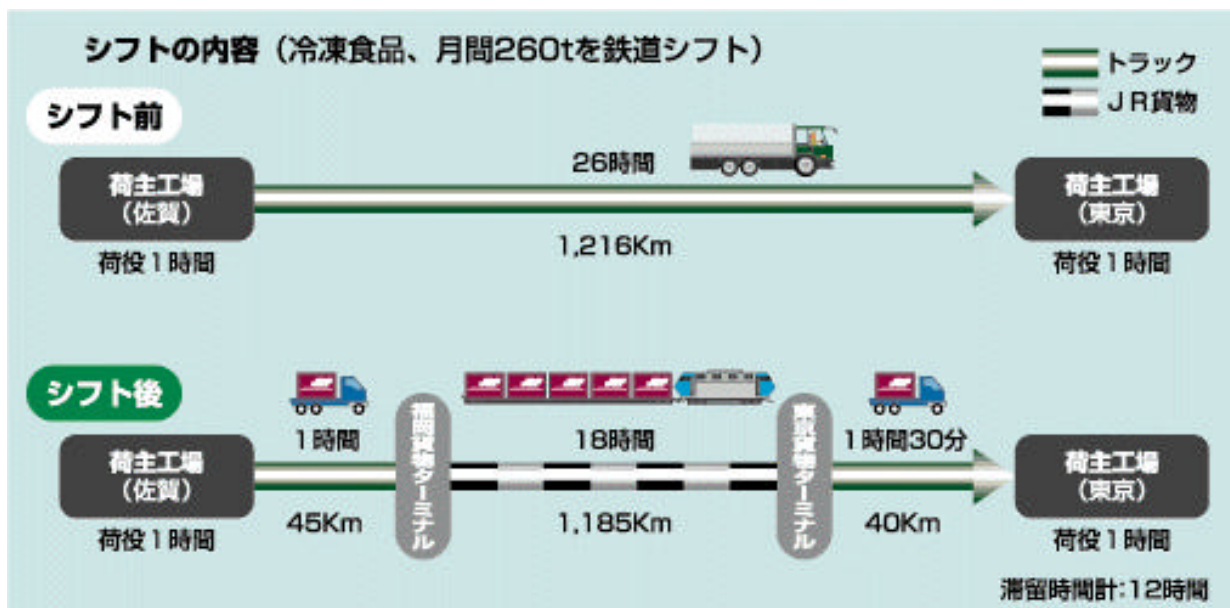 シフトの内容（冷凍食品、月間260tを鉄道シフト）
トラック
ＪＲ貨物
シフト前
荷主工場
（佐賀）
荷役１時間
26時間
1,216Km
荷主工場
（東京）
荷役１時間
シフト後
荷主工場
（佐賀）
荷役１時間
１時間
45Km
福岡貨物ターミナル
18時間
1,185Km
東京貨物ターミナル
１時間30分
40Km
荷主工場
（東京）
荷役１時間
滞留時間計:12時間